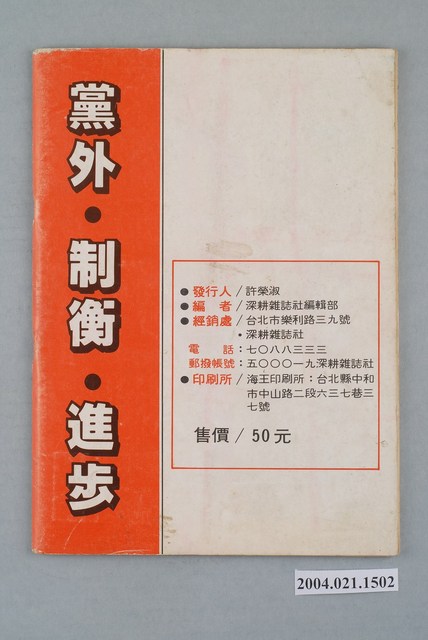 黨外・制衡・進步
●發行人/許榮淑
●編　者/深耕雜誌社編輯部
●經銷處/台北市樂利路三九號
・深耕雜誌社
電　話：七〇八八三三三
郵撥帳號：五〇〇〇一九深耕雜誌社
●印刷所/海王印刷所：台北縣中和
市中山路二段六三七巷三
七號
售價/50元
2004.021.1502